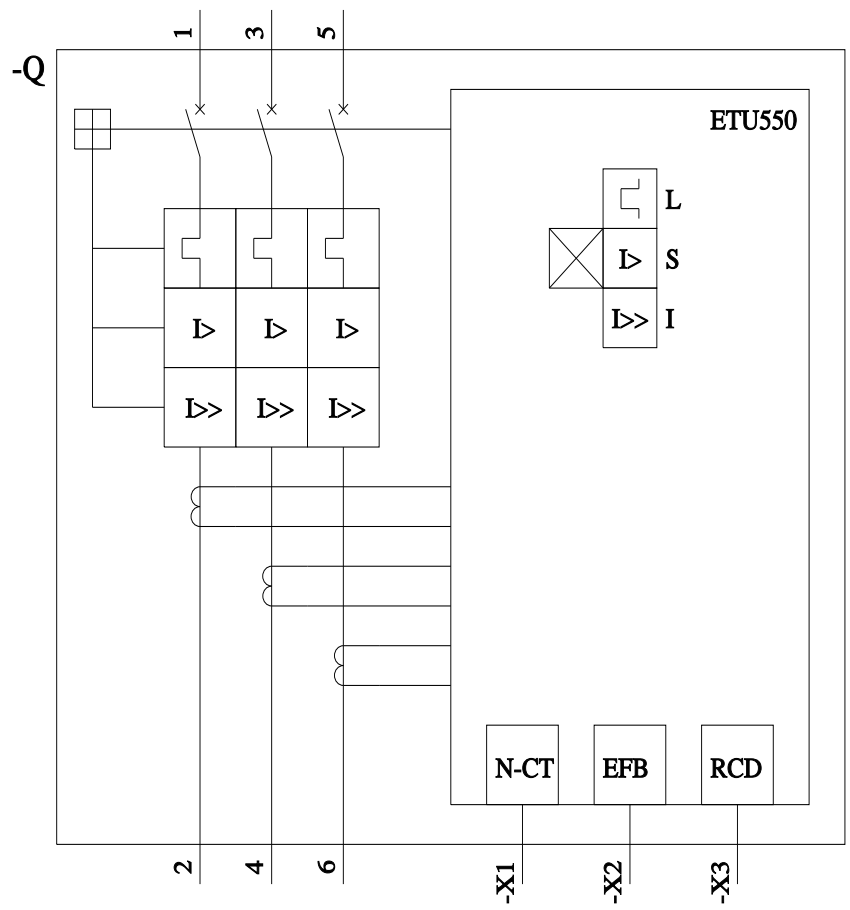 1 3 5
-Q
ETU550
L
I> S
I>> I
I> I> I>
I>> I>> I>>
N-CT EFB RCD
2 4 6 -X1 -X2 -X3